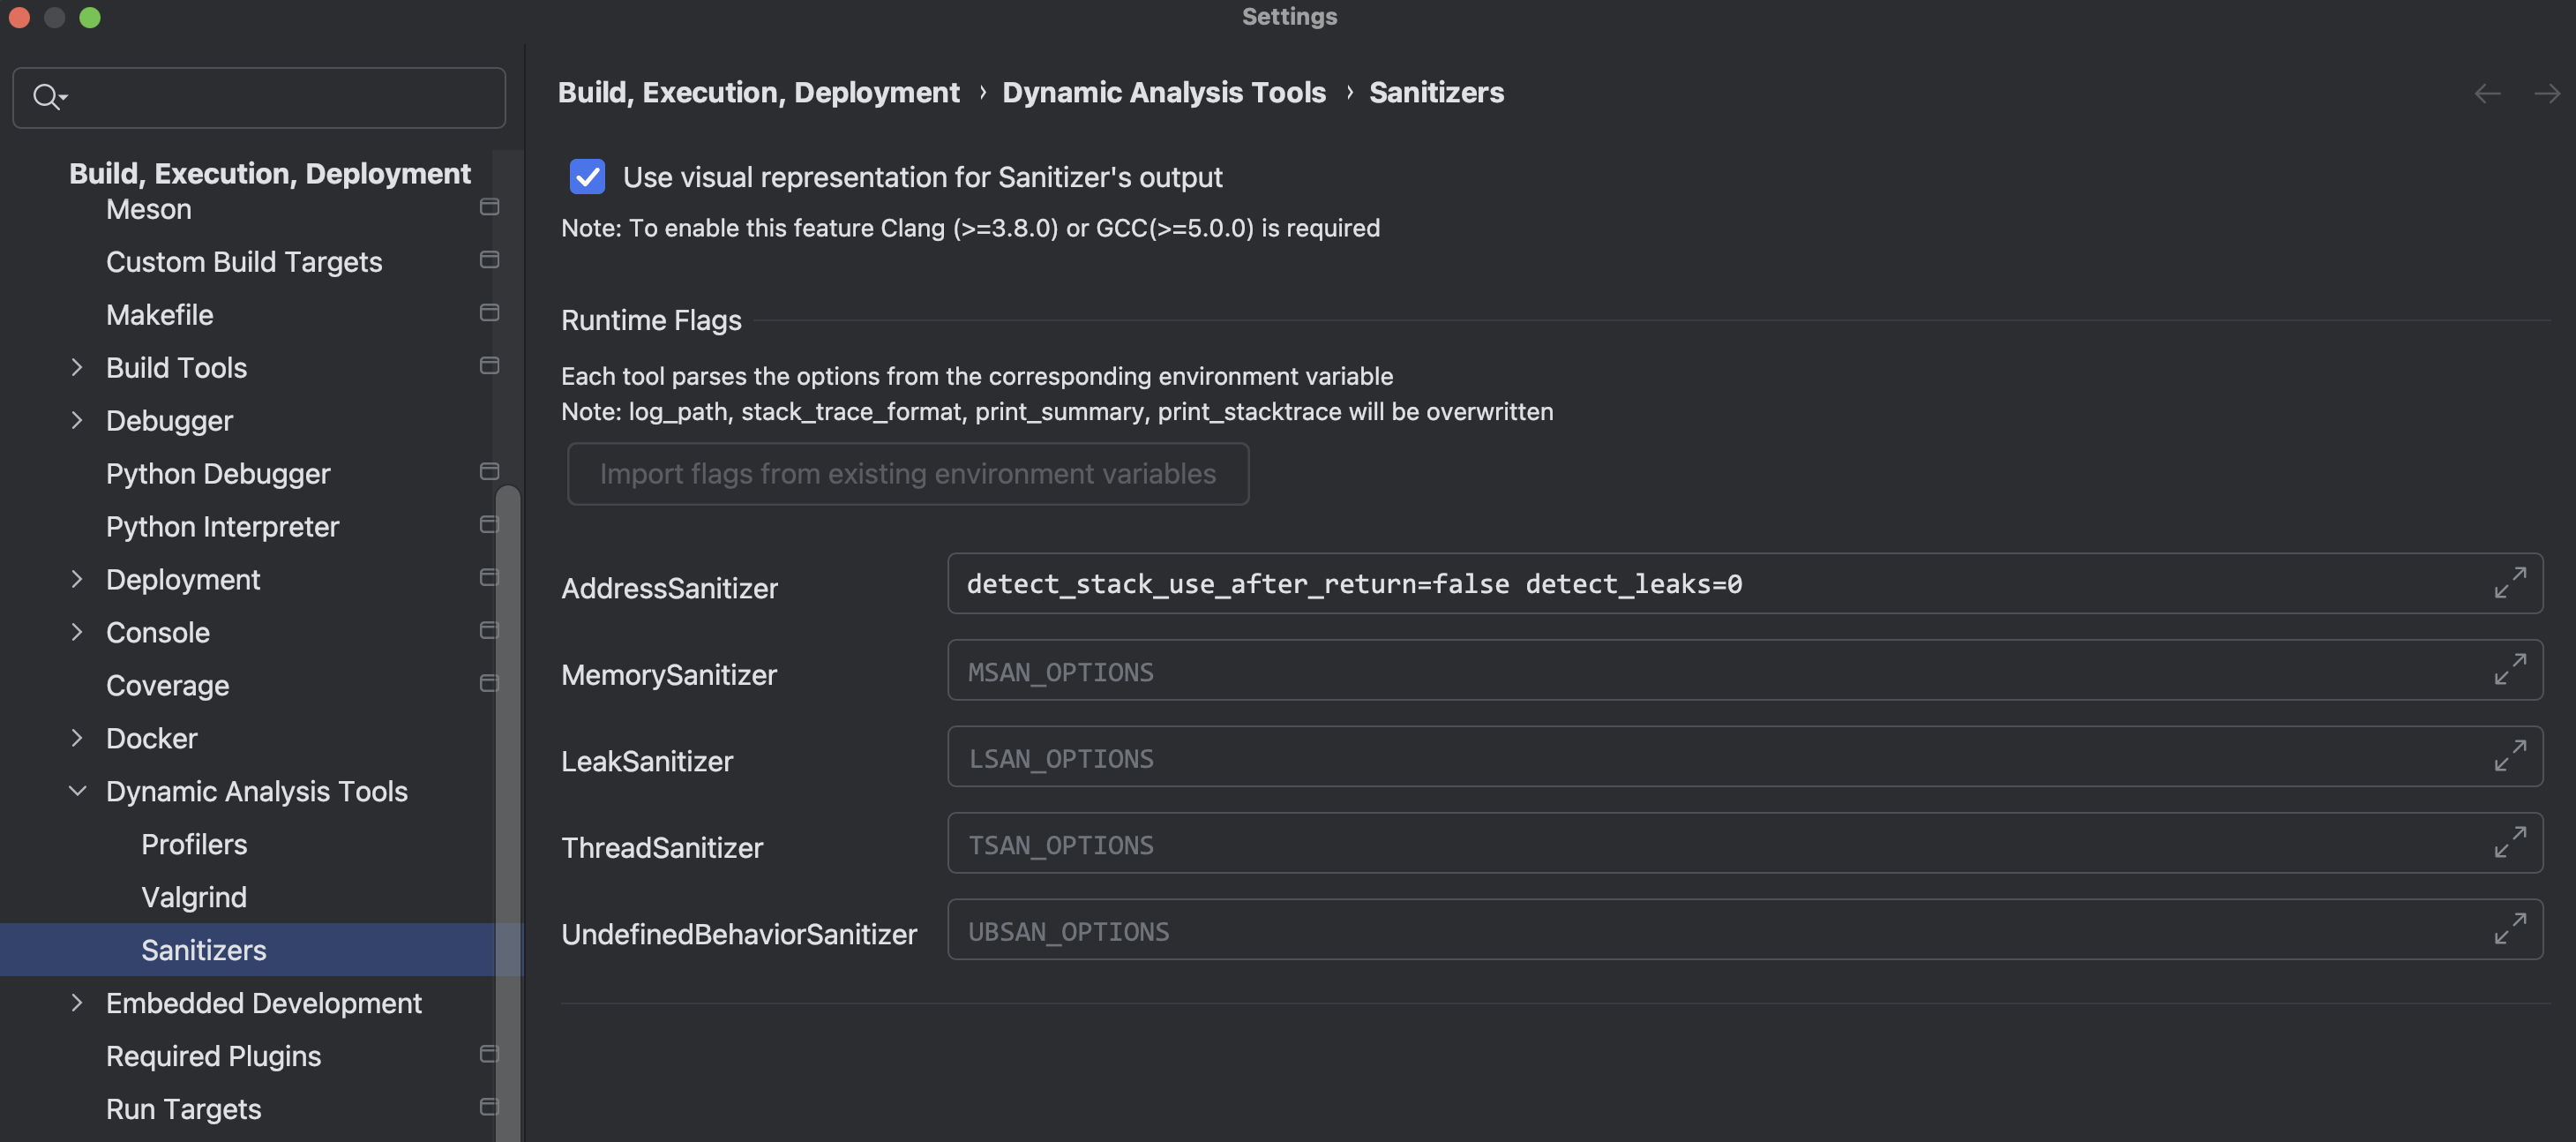 Settings
Build, Execution, Deployment
Meson
Custom Build Targets
Makefile
Build Tools
Debugger
Python Debugger
Python Interpreter
Deployment
Console
Coverage
Docker
Dynamic Analysis Tools
Profilers
Valgrind
Sanitizers
Embedded Development
Required Plugins
Run Targets
Build, Execution, Deployment › Dynamic Analysis Tools › Sanitizers
Use visual representation for Sanitizer's output
Note: To enable this feature Clang (>=3.8.0) or GCC(>=5.0.0) is required
Runtime Flags
Each tool parses the options from the corresponding environment variable
Note: log_path, stack_trace_format, print_summary, print_stacktrace will be overwritten
Import flags from existing environment variables
AddressSanitizer detect_stack_use_after_return=false detect_leaks=0
MemorySanitizer MSAN_OPTIONS
LeakSanitizer LSAN_OPTIONS
ThreadSanitizer TSAN_OPTIONS
UndefinedBehaviorSanitizer UBSAN_OPTIONS